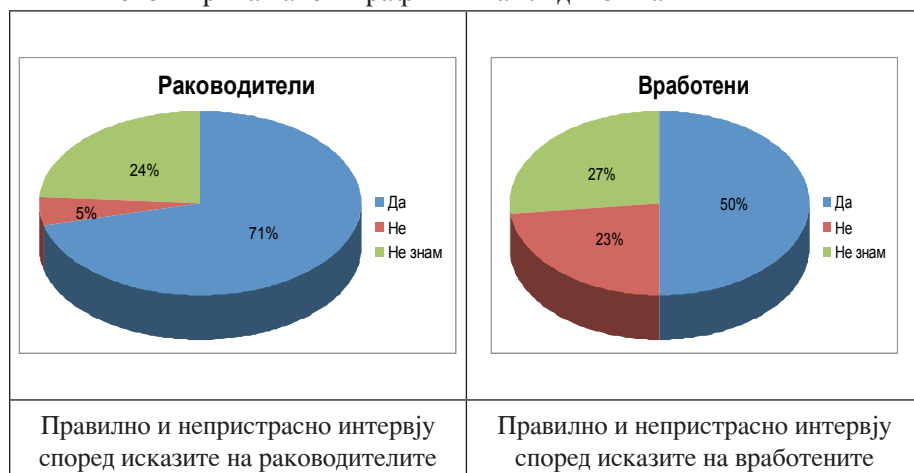 Раководители
24%
5%
71%
Да
Не
Не знам
Вработени
27%
50%
23%
Да
Не
Не знам
Правилно и непристрасно интервју
според исказите на раководителите
Правилно и непристрасно интервју
според исказите на вработените